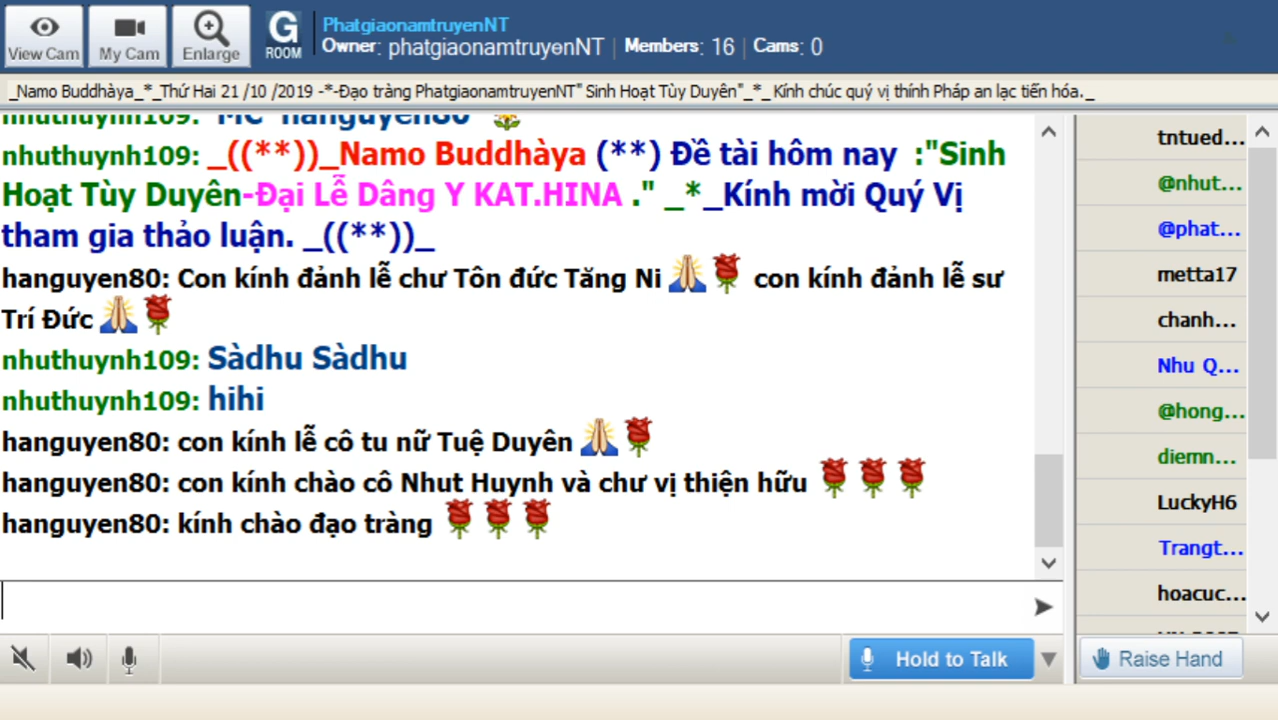 View Cam
My Cam
Enlarge
G
ROOM
PhatgiaonamtruyenNT
Owner: phatgiaonamtruyenNT | Members: 16 | Cams: 0
_Namo Buddhàya_*_Thứ Hai 21 /10 /2019 -*-Đạo tràng PhatgiaonamtruyenNT" Sinh Hoạt Tùy Duyên"_*_ Kính chúc quý vị thính Pháp an lạc tiến hóa._
nhuthuynh109: MC hanguyen80
nhuthuynh109: _((**))_Namo Buddhàya (**) Đề tài hôm nay :"Sinh
Hoạt Tùy Duyên-Đại Lễ Dâng Y KAT.HINA ." _*_Kính mời Quý Vị
tham gia thảo luận. _((**))_
hanguyen80: Con kính đảnh lễ chư Tôn đức Tăng Ni 🙏🌹 con kính đảnh lễ sư
Trí Đức 🙏🌹
nhuthuynh109: Sàdhu Sàdhu
nhuthuynh109: hihi
hanguyen80: con kính lễ cô tu nữ Tuệ Duyên 🙏🌹
hanguyen80: con kính chào cô Nhut Huynh và chư vị thiện hữu 🌹🌹🌹
hanguyen80: kính chào đạo tràng 🌹🌹🌹
tntued...
@nhut...
@phat...
metta17
chanh...
Nhu Q...
@hong...
diemn...
LuckyH6
Trangt...
hoacuc...
Hold to Talk
Raise Hand